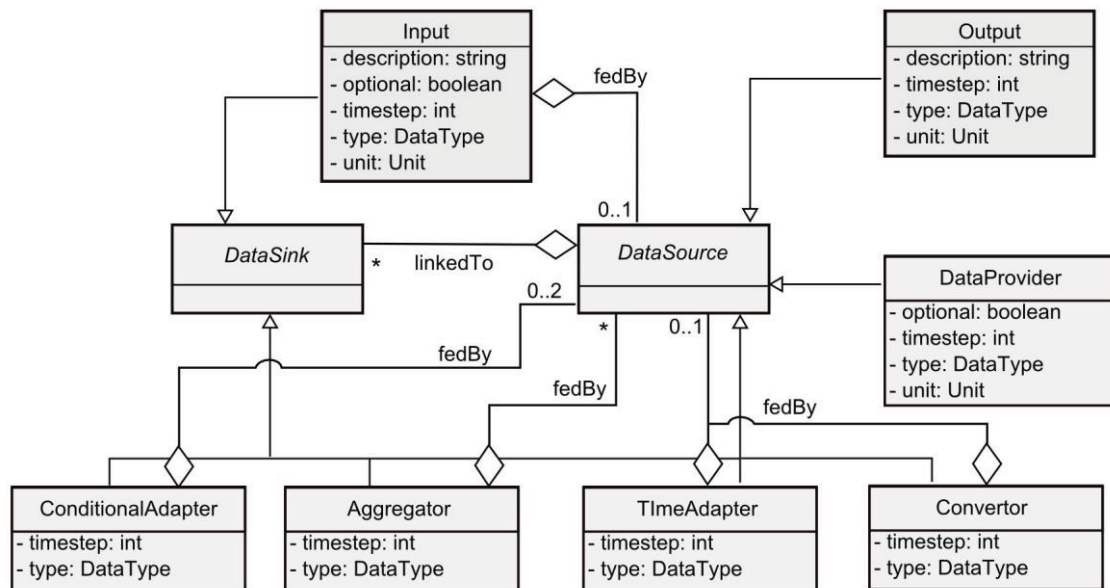 Input
- description: string
- optional: boolean
- timestep: int
- type: DataType
- unit: Unit
fedBy
0..1
Output
- description: string
- timestep: int
- type: DataType
- unit: Unit
DataSink
*
linkedTo
DataSource
0..2
*
0..1
DataProvider
- optional: boolean
- timestep: int
- type: DataType
- unit: Unit
fedBy
fedBy
fedBy
ConditionalAdapter
- timestep: int
- type: DataType
Aggregator
- timestep: int
- type: DataType
TImeAdapter
- timestep: int
- type: DataType
Convertor
- timestep: int
- type: DataType